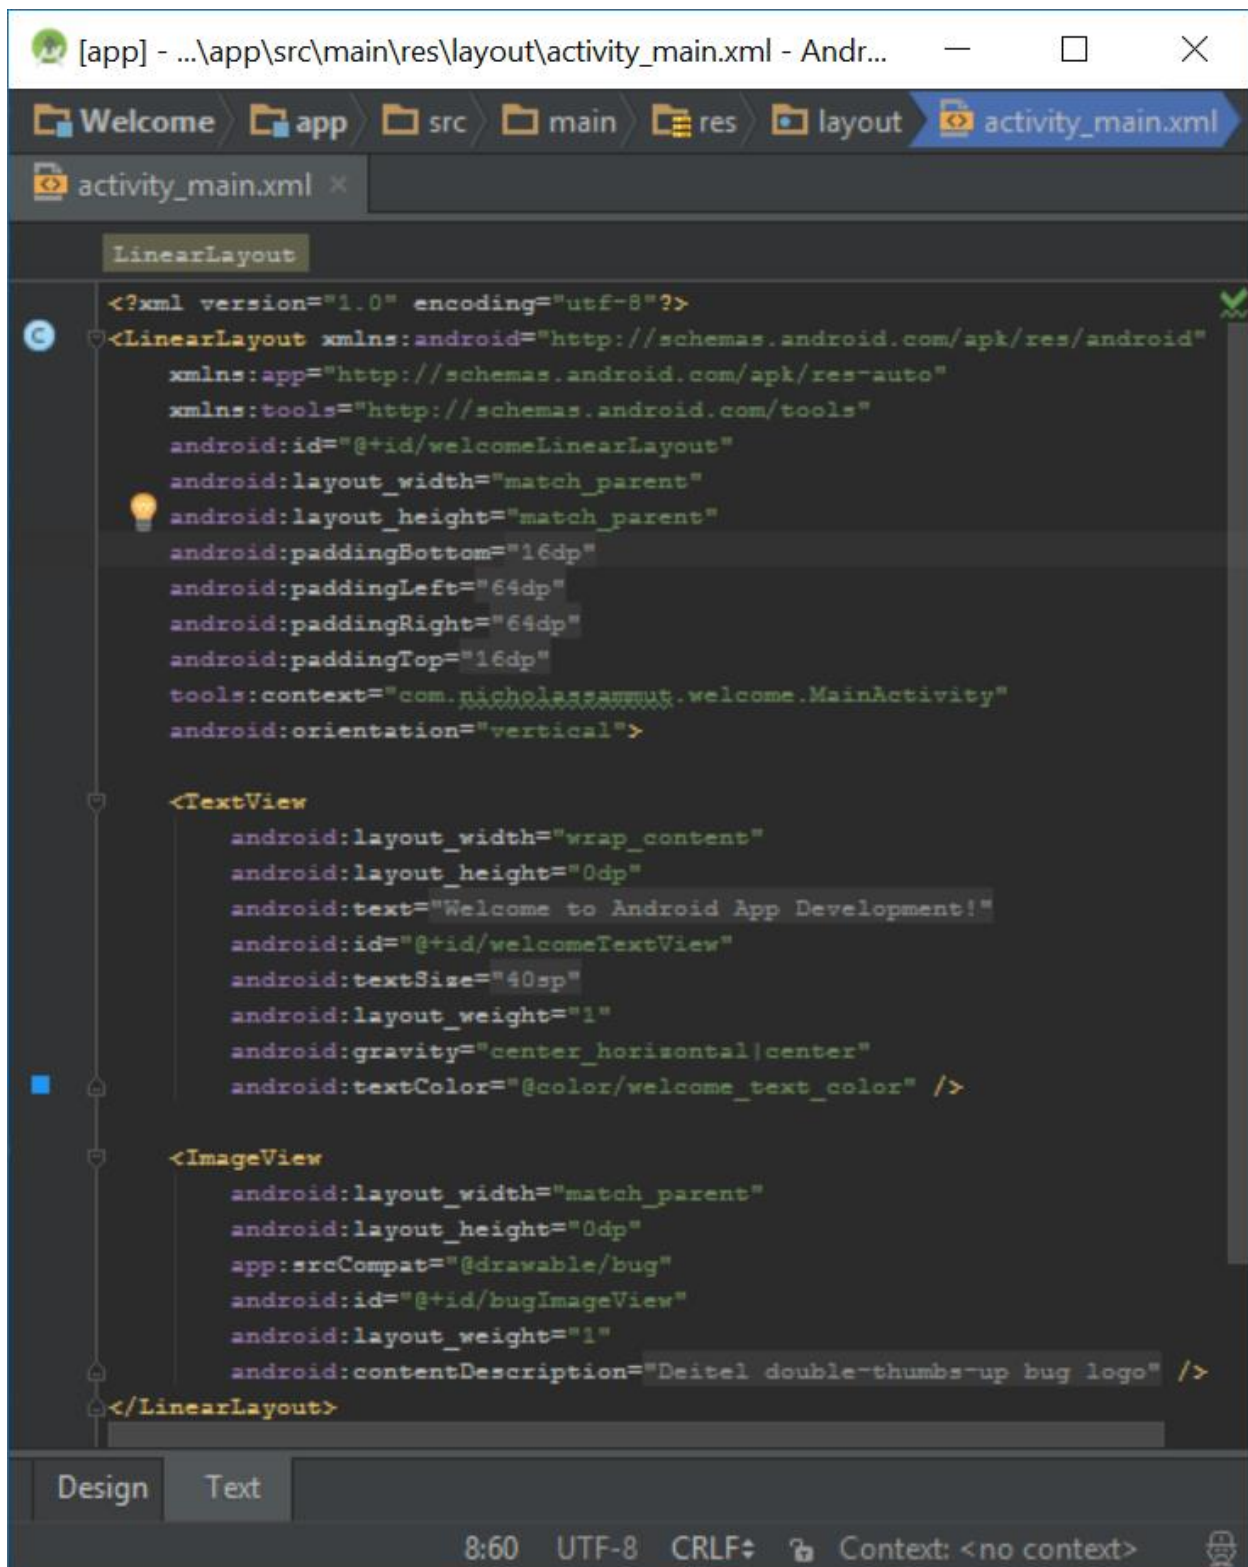 [app] - ...\app\src\main\res\layout\activity_main.xml - Andr...
Welcome app src main res layout activity_main.xml
activity_main.xml
LinearLayout
<?xml version="1.0" encoding="utf-8"?>
<LinearLayout xmlns:android="http://schemas.android.com/apk/res/android"
xmlns:app="http://schemas.android.com/apk/res-auto"
xmlns:tools="http://schemas.android.com/tools"
android:id="@+id/welcomeLinearLayout"
android:layout_width="match_parent"
android:layout_height="match_parent"
android:paddingBottom="16dp"
android:paddingLeft="64dp"
android:paddingRight="64dp"
android:paddingTop="16dp"
tools:context="com.nicholassammut.welcome.MainActivity"
android:orientation="vertical">
<TextView
android:layout_width="wrap_content"
android:layout_height="0dp"
android:text="Welcome to Android App Development!"
android:id="@+id/welcomeTextView"
android:textSize="40sp"
android:layout_weight="1"
android:gravity="center_horizontal|center"
android:textColor="@color/welcome_text_color" />
<ImageView
android:layout_width="match_parent"
android:layout_height="0dp"
app:srcCompat="@drawable/bug"
android:id="@+id/bugImageView"
android:layout_weight="1"
android:contentDescription="Deitel double-thumbs-up bug logo" />
</LinearLayout>
Design Text
8:60 UTF-8 CRLF Context: <no context>